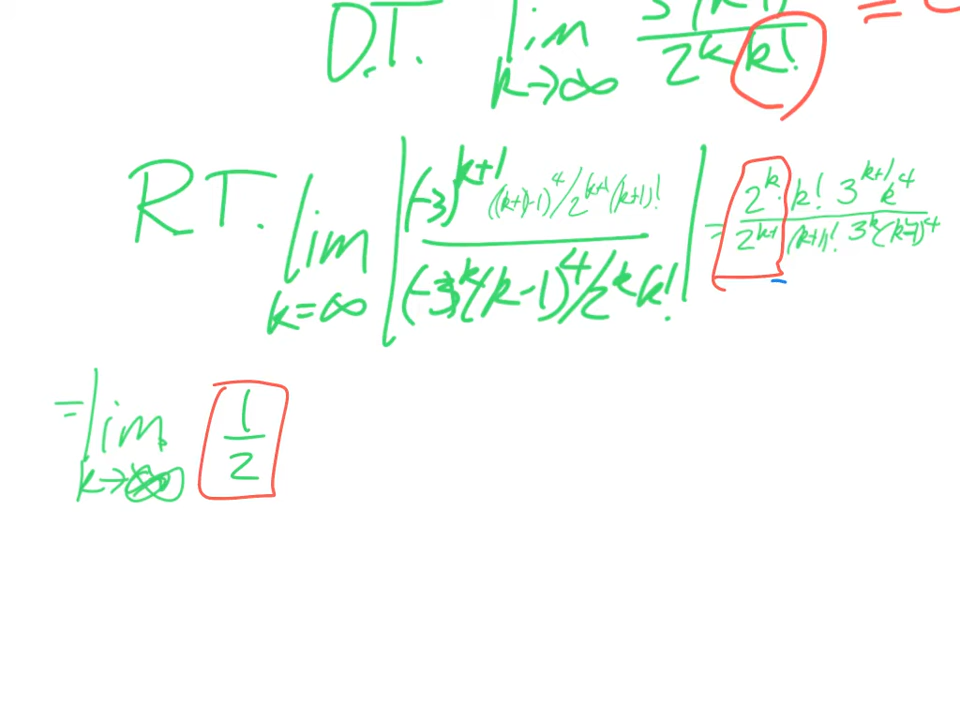 D.T. lim k→∞ 3 (k-1) / 2^k k! =
R.T. lim k=∞ | (-3)^{k+1} ((k+1)-1)^4 / 2^{k+1} (k+1)! / (-3)^k (k-1)^4 / 2^k k! | = 2^k k! 3^{k+1} k^4 / 2^{k+1} (k+1)! 3^k (k-1)^4
= lim k→∞ 1/2